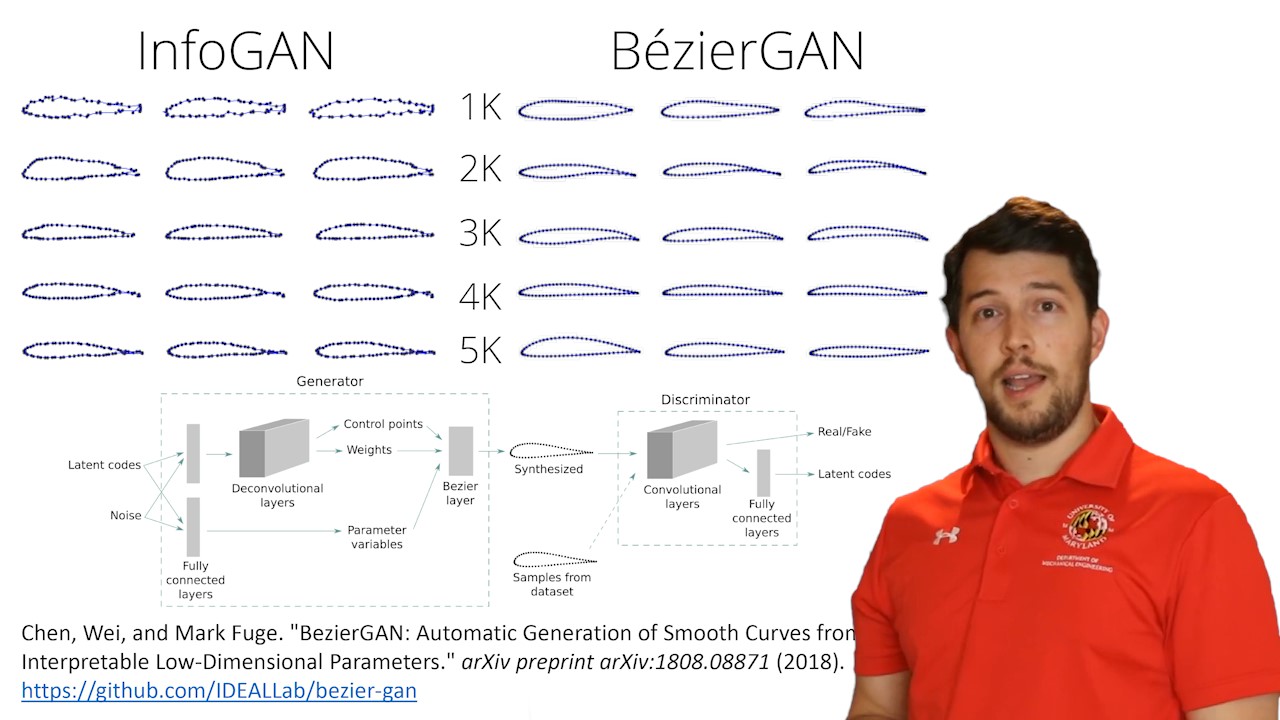 InfoGAN
BézierGAN
1K
2K
3K
4K
5K
Generator
Discriminator
Control points
Weights
Latent codes
Deconvolutional
layers
Bezier
layer
Noise
Parameter
variables
Fully
connected
layers
Synthesized
Samples from
dataset
Convolutional
layers
Real/Fake
Latent codes
Fully
connected
layers
UNIVERSITY OF
MARYLAND
DEPARTMENT OF
MECHANICAL ENGINEERING
Chen, Wei, and Mark Fuge. "BezierGAN: Automatic Generation of Smooth Curves from
Interpretable Low-Dimensional Parameters." arXiv preprint arXiv:1808.08871 (2018).
https://github.com/IDEALLab/bezier-gan